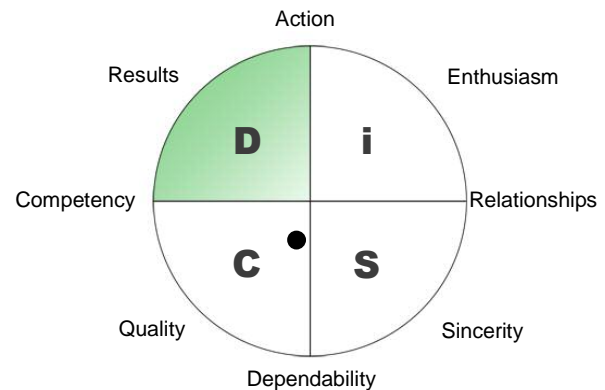 Action
Results
Enthusiasm
D
i
Competency
Relationships
C
S
Quality
Sincerity
Dependability